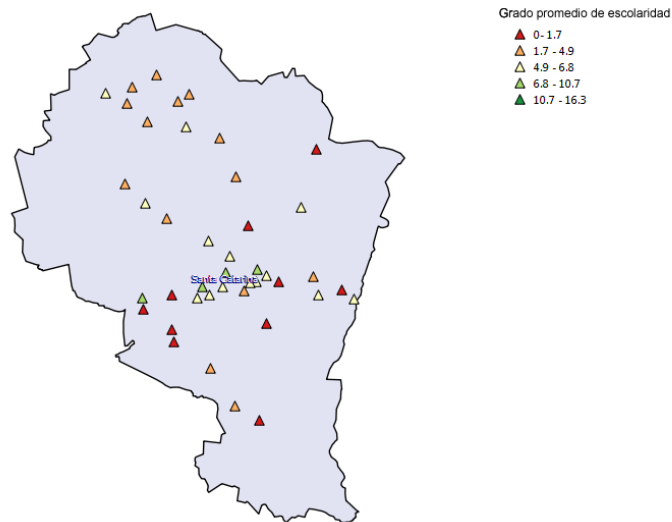 Grado promedio de escolaridad
0- 1.7
1.7 - 4.9
4.9 - 6.8
6.8 - 10.7
10.7 - 16.3
Santa Catarina